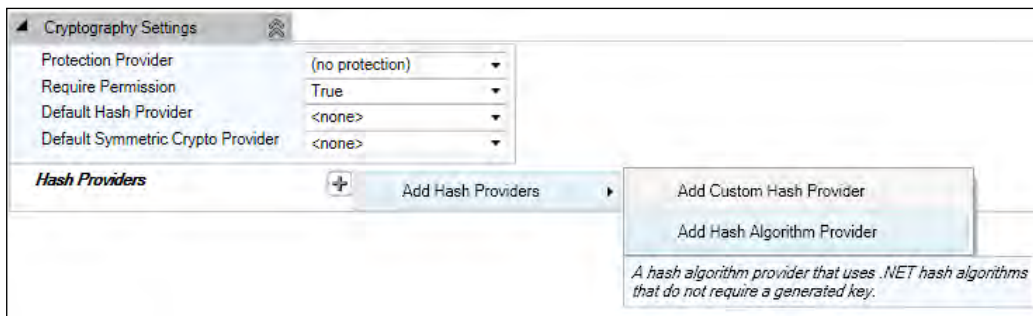 Cryptography Settings
Protection Provider (no protection)
Require Permission True
Default Hash Provider <none>
Default Symmetric Crypto Provider <none>
Hash Providers Add Hash Providers Add Custom Hash Provider
Add Hash Algorithm Provider
A hash algorithm provider that uses .NET hash algorithms
that do not require a generated key.